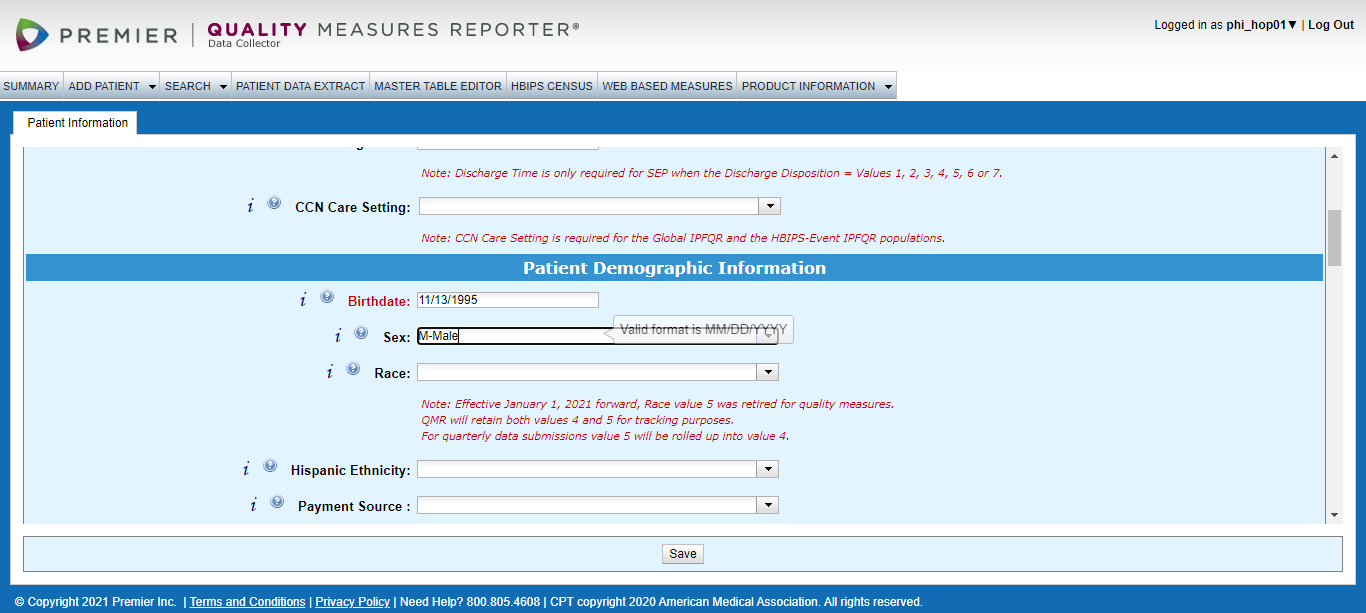 PREMIER QUALITY MEASURES REPORTER®
Data Collector
Logged in as phi_hop01▼ | Log Out
SUMMARY ADD PATIENT SEARCH PATIENT DATA EXTRACT MASTER TABLE EDITOR HBIPS CENSUS WEB BASED MEASURES PRODUCT INFORMATION
Patient Information
Note: Discharge Time is only required for SEP when the Discharge Disposition = Values 1, 2, 3, 4, 5, 6 or 7.
i ? CCN Care Setting:
Note: CCN Care Setting is required for the Global IPFQR and the HBIPS-Event IPFQR populations.
Patient Demographic Information
i ? Birthdate: 11/13/1995
Valid format is MM/DD/YYYY
i ? Sex: M-Male
i ? Race:
Note: Effective January 1, 2021 forward, Race value 5 was retired for quality measures.
QMR will retain both values 4 and 5 for tracking purposes.
For quarterly data submissions value 5 will be rolled up into value 4.
i ? Hispanic Ethnicity:
i ? Payment Source :
Save
© Copyright 2021 Premier Inc. | Terms and Conditions | Privacy Policy | Need Help? 800.805.4608 | CPT copyright 2020 American Medical Association. All rights reserved.